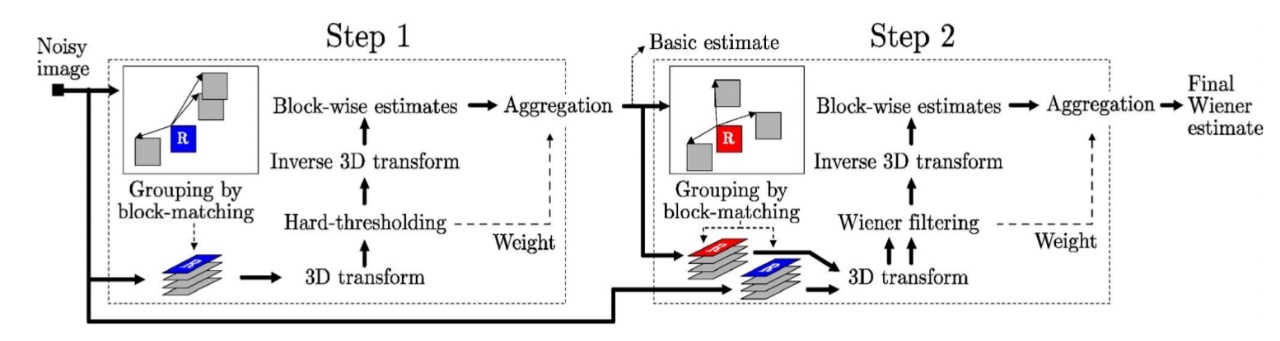 Step 1
Step 2
Noisy
image
Basic estimate
R
Block-wise estimates
Aggregation
R
Block-wise estimates
Aggregation
Final
Wiener
estimate
Inverse 3D transform
Inverse 3D transform
Grouping by
block-matching
Hard-thresholding
Weight
Grouping by
block-matching
Wiener filtering
Weight
R
3D transform
R
R
3D transform